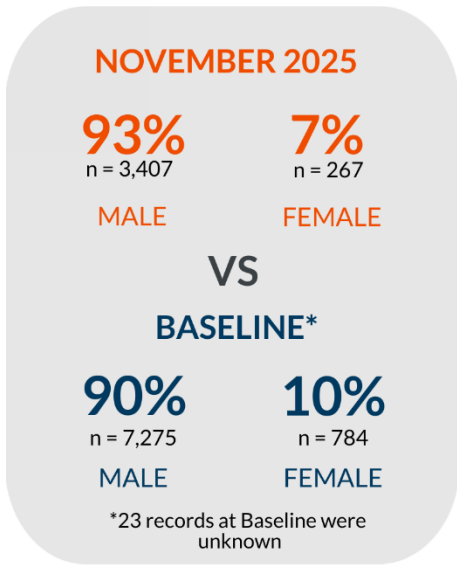 NOVEMBER 2025
93% 7%
n = 3,407 n = 267
MALE FEMALE
VS
BASELINE*
90% 10%
n = 7,275 n = 784
MALE FEMALE
*23 records at Baseline were
unknown